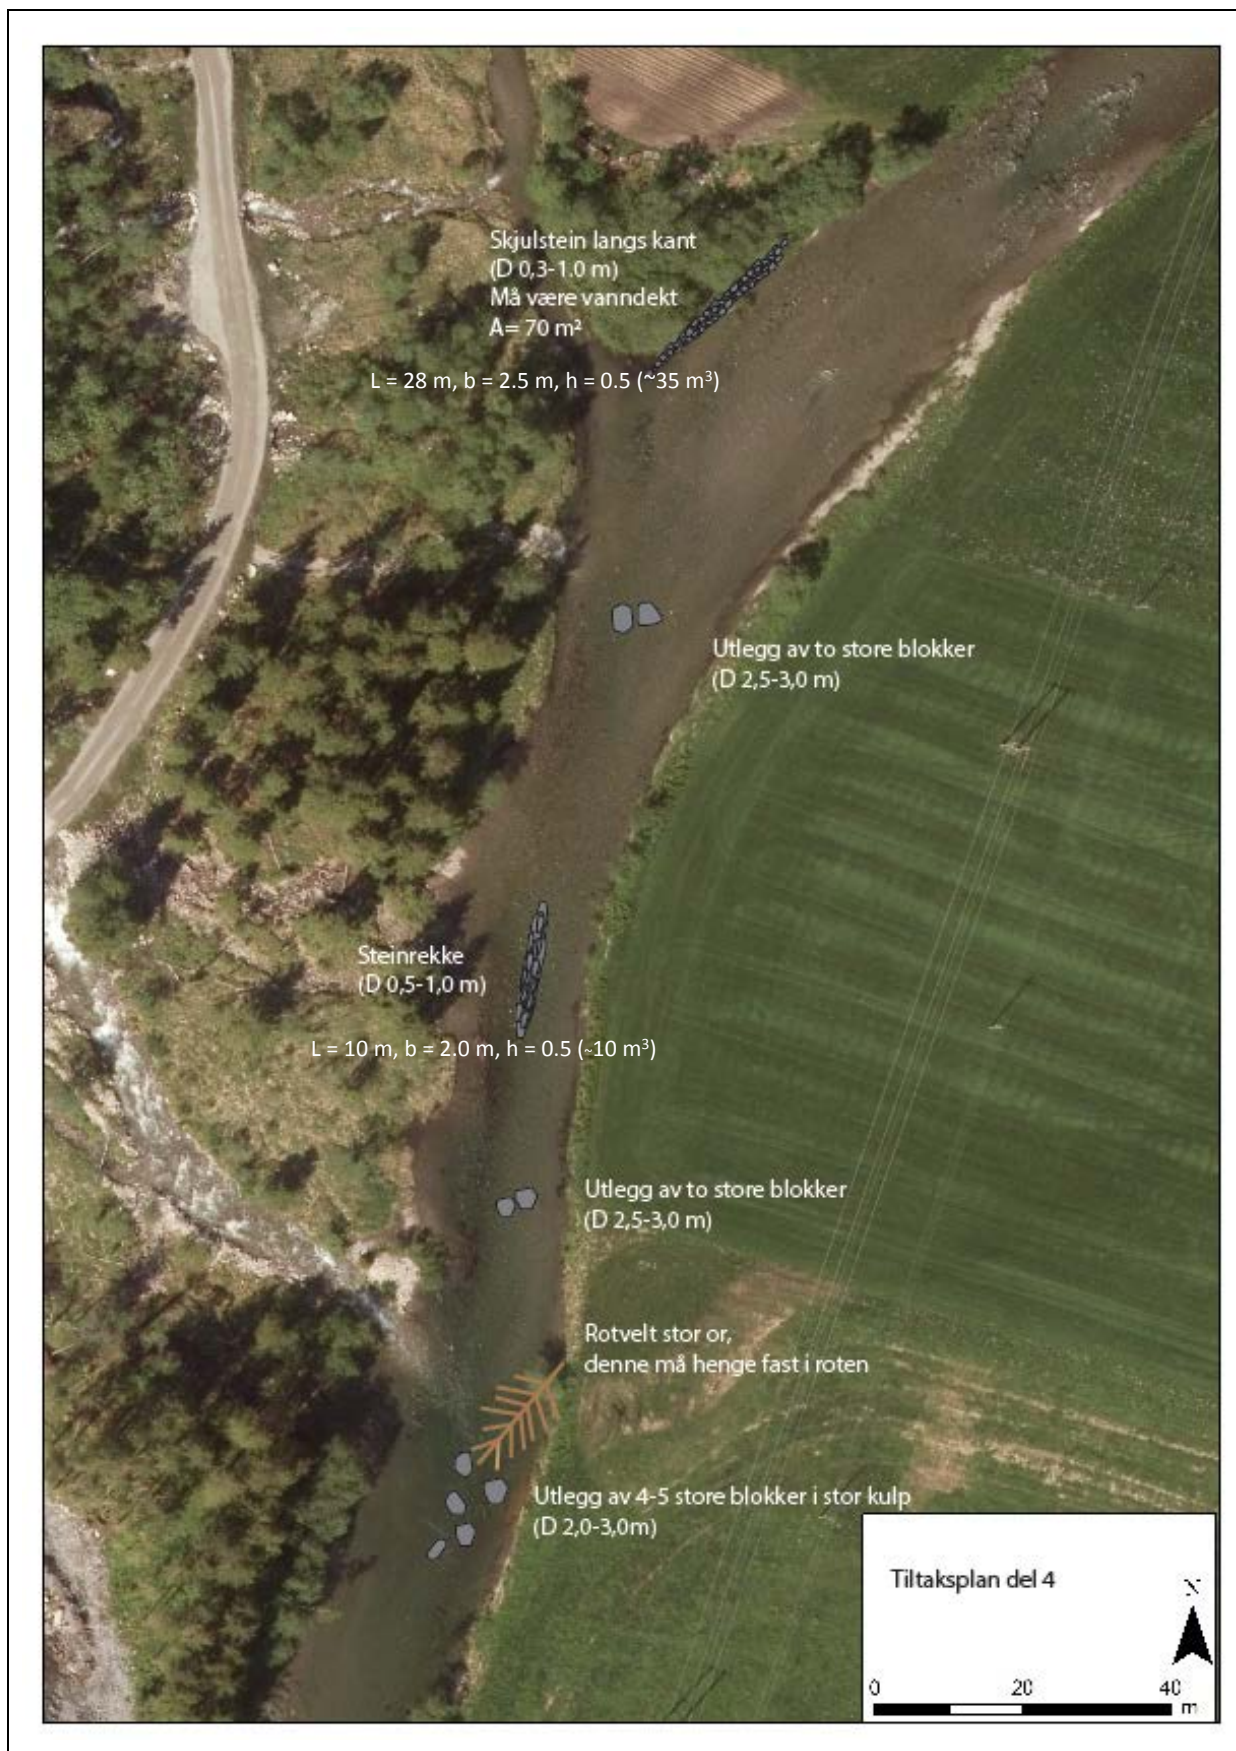 Skjulstein langs kant
(D 0,3-1.0 m)
Må være vanndekt
A= 70 m²
L = 28 m, b = 2.5 m, h = 0.5 (~35 m³)
Utlegg av to store blokker
(D 2,5-3,0 m)
Steinrekke
(D 0,5-1,0 m)
L = 10 m, b = 2.0 m, h = 0.5 (~10 m³)
Utlegg av to store blokker
(D 2,5-3,0 m)
Rotvelt stor or,
denne må henge fast i roten
Utlegg av 4-5 store blokker i stor kulp
(D 2,0-3,0m)
Tiltaksplan del 4
N
0 20 40
m